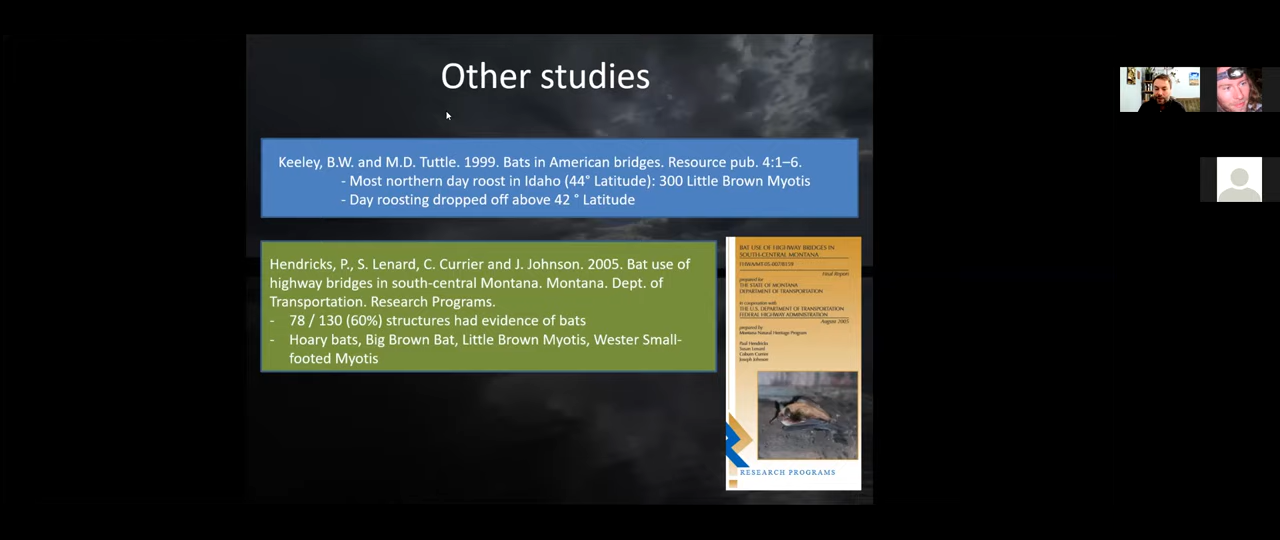 Other studies
Keeley, B.W. and M.D. Tuttle. 1999. Bats in American bridges. Resource pub. 4:1–6.
- Most northern day roost in Idaho (44° Latitude): 300 Little Brown Myotis
- Day roosting dropped off above 42 ° Latitude
Hendricks, P., S. Lenard, C. Currier and J. Johnson. 2005. Bat use of
highway bridges in south-central Montana. Montana. Dept. of
Transportation. Research Programs.
- 78 / 130 (60%) structures had evidence of bats
- Hoary bats, Big Brown Bat, Little Brown Myotis, Wester Small-
footed Myotis
BAT USE OF HIGHWAY BRIDGES IN
SOUTH-CENTRAL MONTANA
Final Report
prepared for
THE STATE OF MONTANA
DEPARTMENT OF TRANSPORTATION
in cooperation with
THE U.S. DEPARTMENT OF TRANSPORTATION
FEDERAL HIGHWAY ADMINISTRATION
August 2005
prepared by
Montana Natural Heritage Program
Paul Hendricks
Susan Lenard
Coburn Currier
Joseph Johnson
RESEARCH PROGRAMS